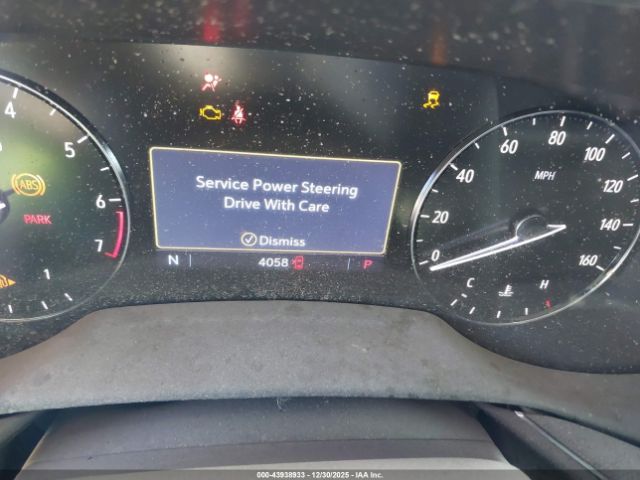 4
5
6
7
ABS
PARK
1
Service Power Steering
Drive With Care
Dismiss
N
4058
P
0
20
40
60
80
100
120
140
160
MPH
C
H
000-43938933 - 12/30/2025 - IAA Inc.